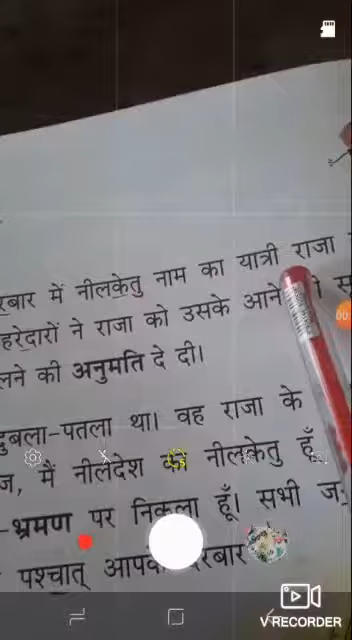 रबार में नीलकेतु नाम का यात्री राजा
हरेदारों ने राजा को उसके आने
लने की अनुमति दे दी।
दुबला-पतला था। वह राजा के
ज, मैं नीलदेश का नीलकेतु हूँ
-भ्रमण पर निकला हूँ। सभी ज
पश्चात् आपके दरबार
00:
V RECORDER